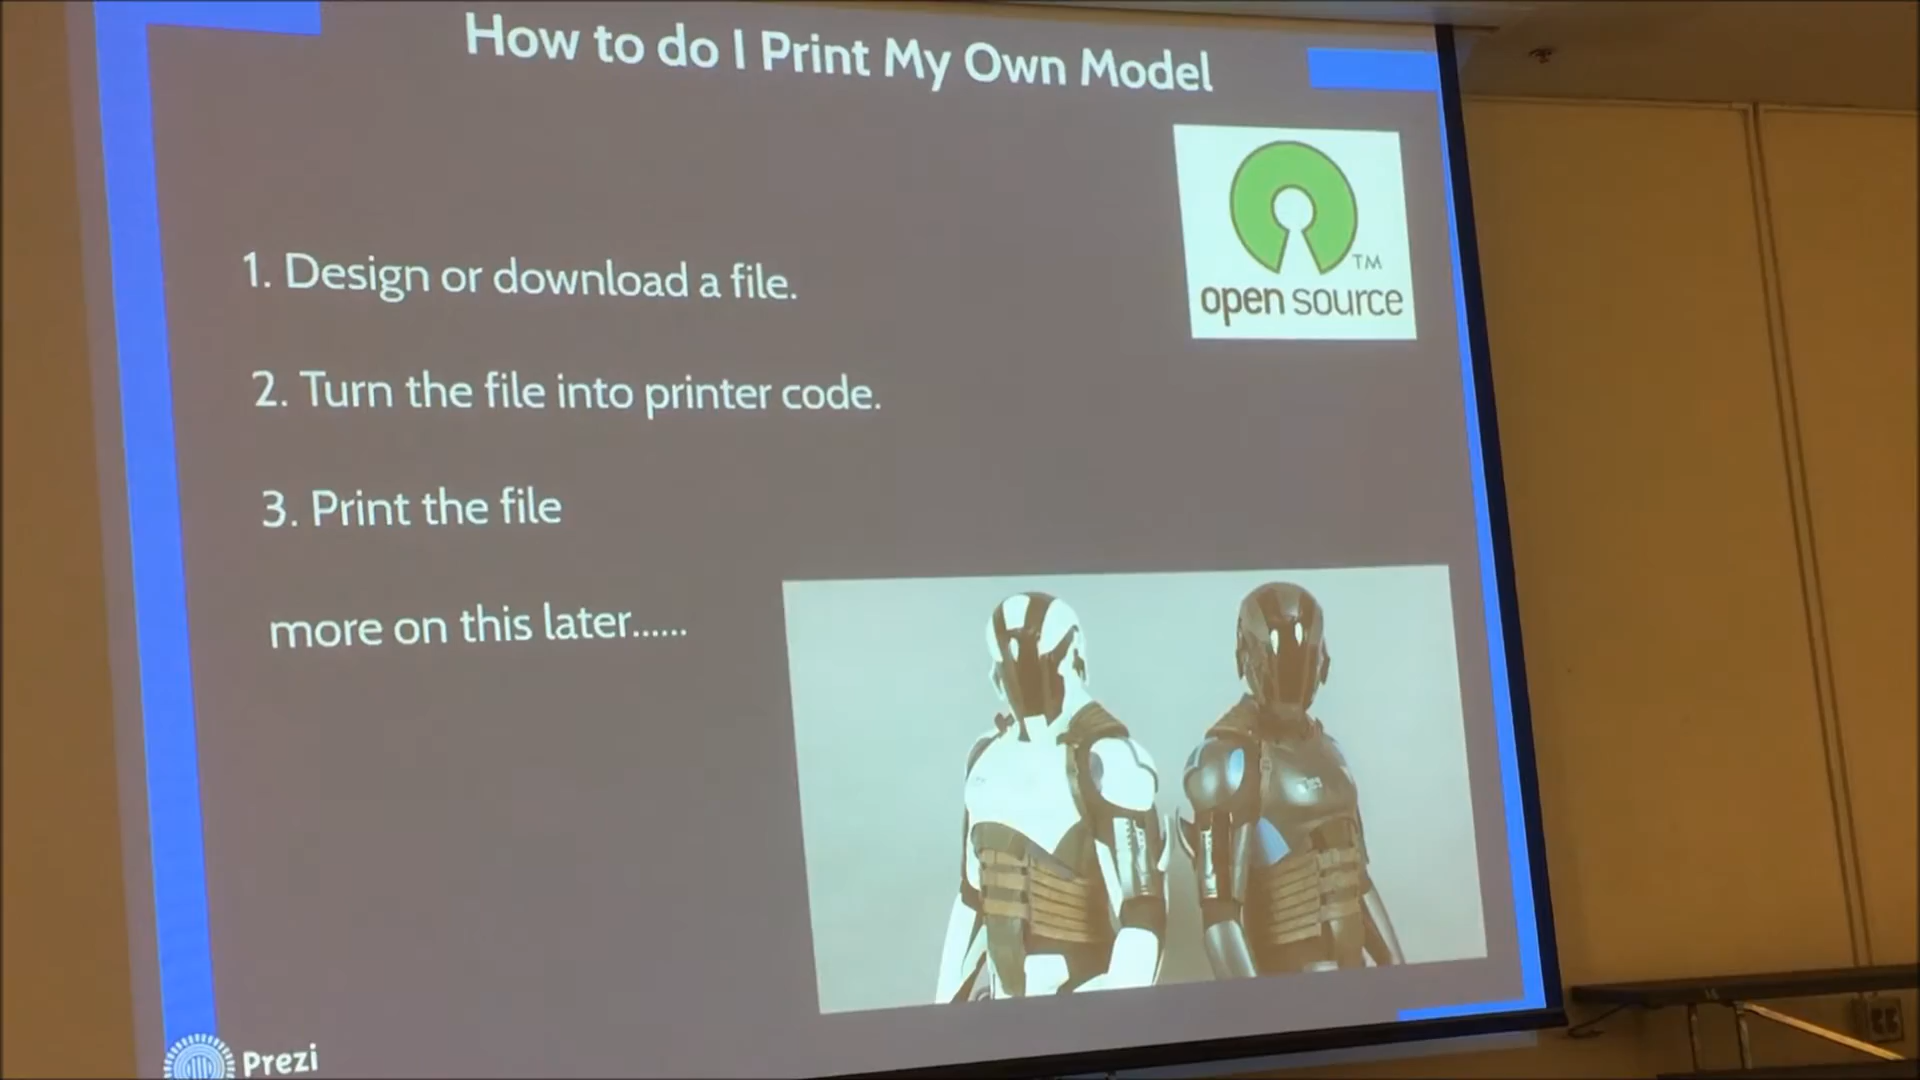 How to do I Print My Own Model
TM
open source
1. Design or download a file.
2. Turn the file into printer code.
3. Print the file
more on this later......
Prezi